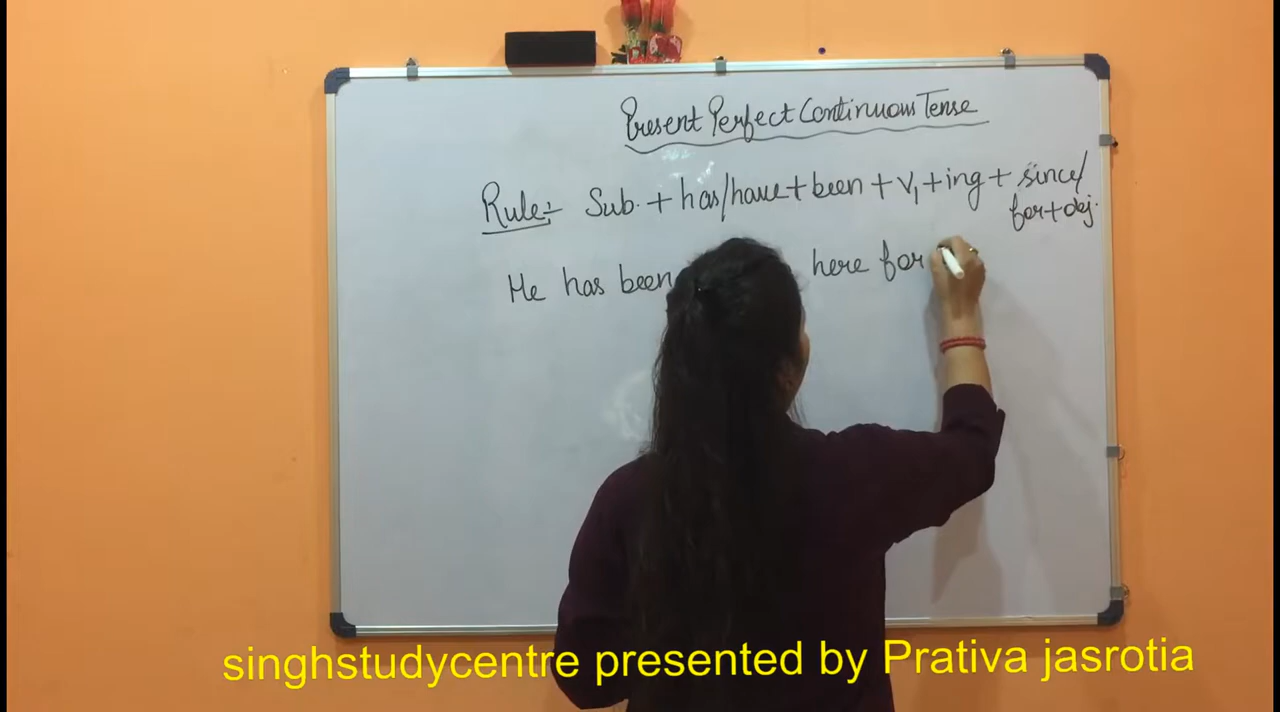 Present Perfect Continuous Tense
Rule:- Sub. + has/have + been + V₁ + ing + since/
for + obj.
He has been here for
singhstudycentre presented by Prativa jasrotia